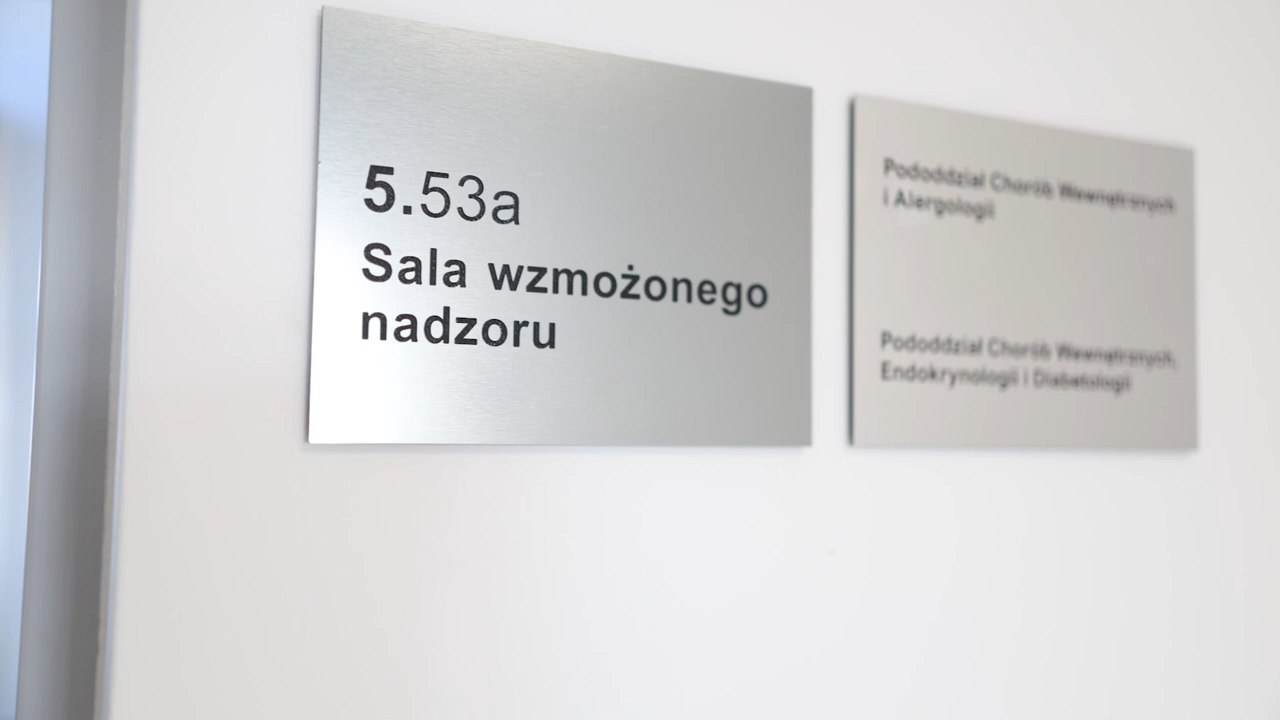 5.53a
Sala wzmożonego
nadzoru
Pododdział Chorób Wewnętrznych
i Alergologii
Pododdział Chorób Wewnętrznych,
Endokrynologii i Diabetologii